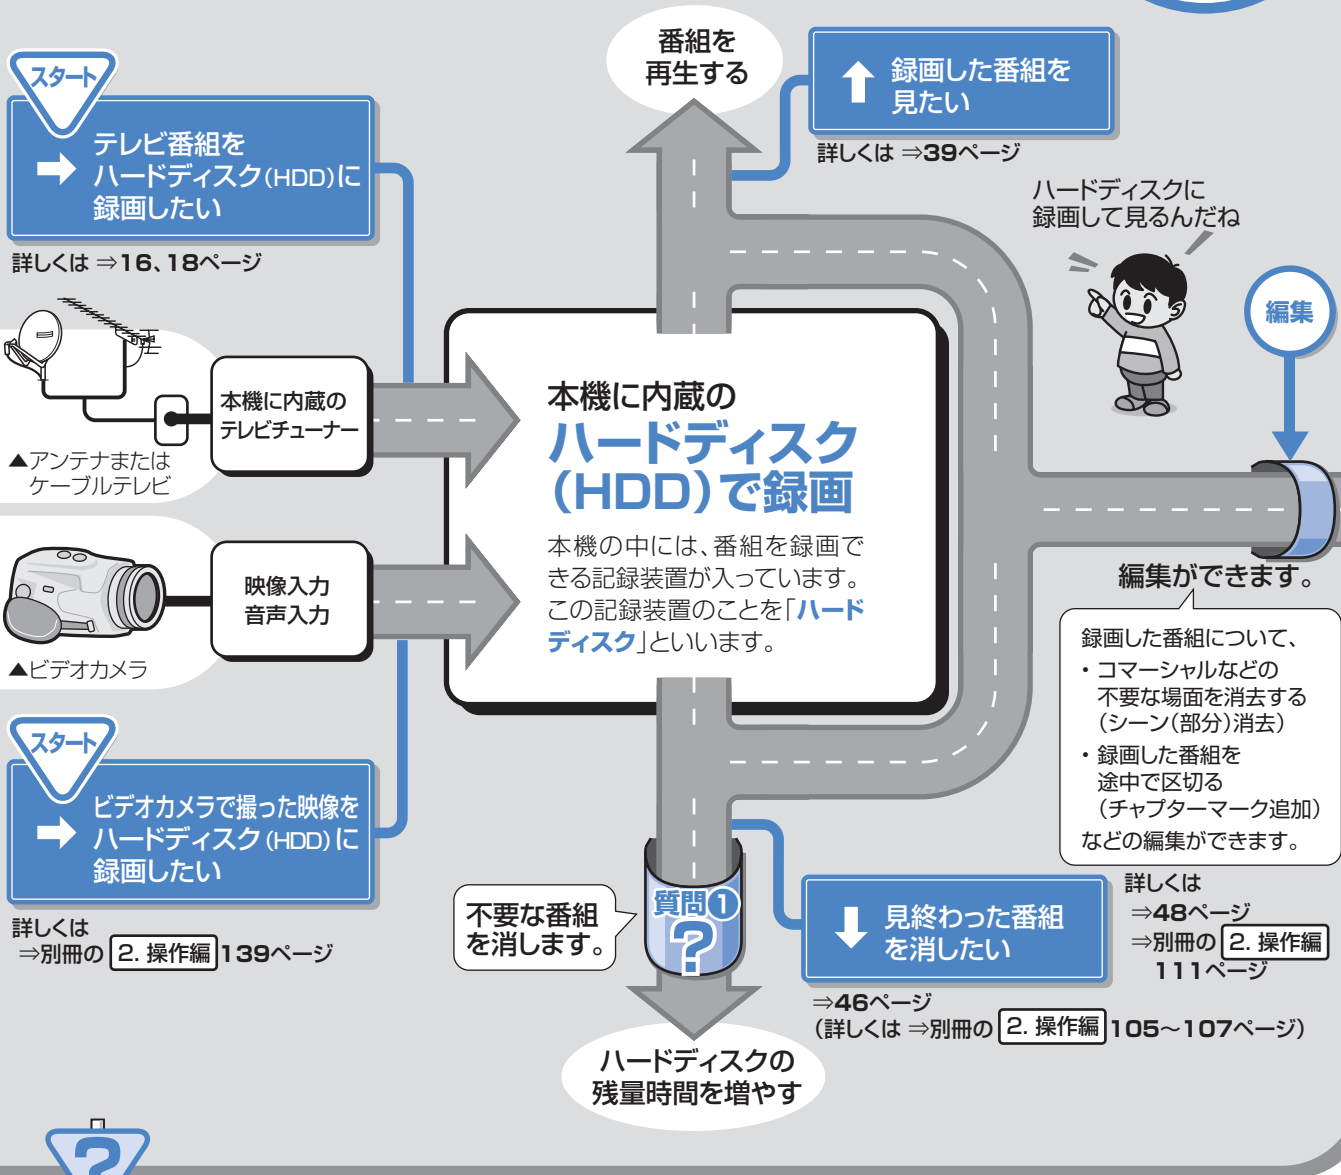 スタート
テレビ番組を
ハードディスク(HDD)に
録画したい
詳しくは ⇒16、18ページ
▲アンテナまたは
ケーブルテレビ
本機に内蔵の
テレビチューナー
▲ビデオカメラ
映像入力
音声入力
スタート
ビデオカメラで撮った映像を
ハードディスク(HDD)に
録画したい
詳しくは
⇒別冊の 2. 操作編 139ページ
番組を
再生する
録画した番組を
見たい
詳しくは ⇒39ページ
ハードディスクに
録画して見るんだね
本機に内蔵の
ハードディスク
(HDD)で録画
本機の中には、番組を録画で
きる記録装置が入っています。
この記録装置のことを「ハード
ディスク」といいます。
編集
編集ができます。
録画した番組について、
・コマーシャルなどの
不要な場面を消去する
(シーン(部分)消去)
・録画した番組を
途中で区切る
(チャプターマーク追加)
などの編集ができます。
詳しくは
⇒48ページ
⇒別冊の 2. 操作編
111ページ
不要な番組
を消します。
質問❶
?
見終わった番組
を消したい
⇒46ページ
(詳しくは ⇒別冊の 2. 操作編 105〜107ページ)
ハードディスクの
残量時間を増やす
?